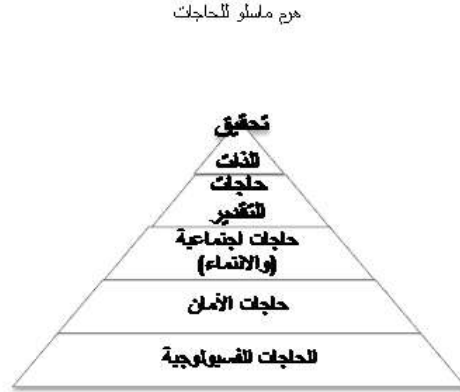 هرم ماسلو للحاجات
تحقيق
الذات
حاجات
التقدير
حاجات اجتماعية
(والانتماء)
حاجات الأمان
الحاجات الفسيولوجية